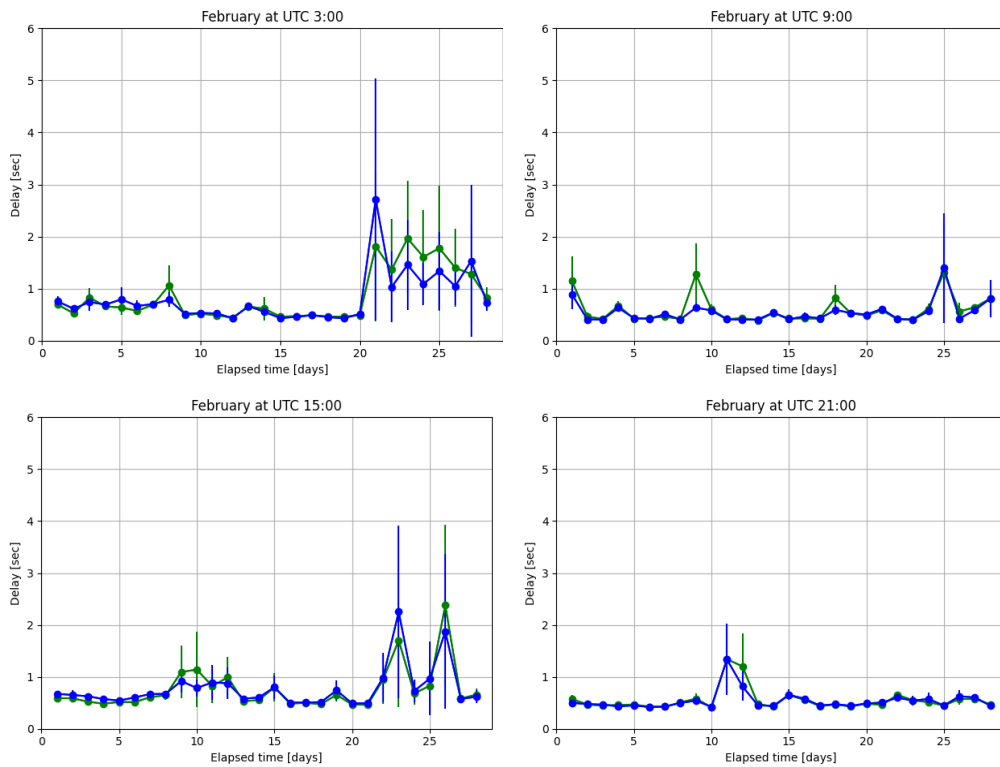 February at UTC 3:00
6
5
4
3
2
1
0
Delay [sec]
0 5 10 15 20 25
Elapsed time [days]
February at UTC 9:00
6
5
4
3
2
1
0
Delay [sec]
0 5 10 15 20 25
Elapsed time [days]
February at UTC 15:00
6
5
4
3
2
1
0
Delay [sec]
0 5 10 15 20 25
Elapsed time [days]
February at UTC 21:00
6
5
4
3
2
1
0
Delay [sec]
0 5 10 15 20 25
Elapsed time [days]